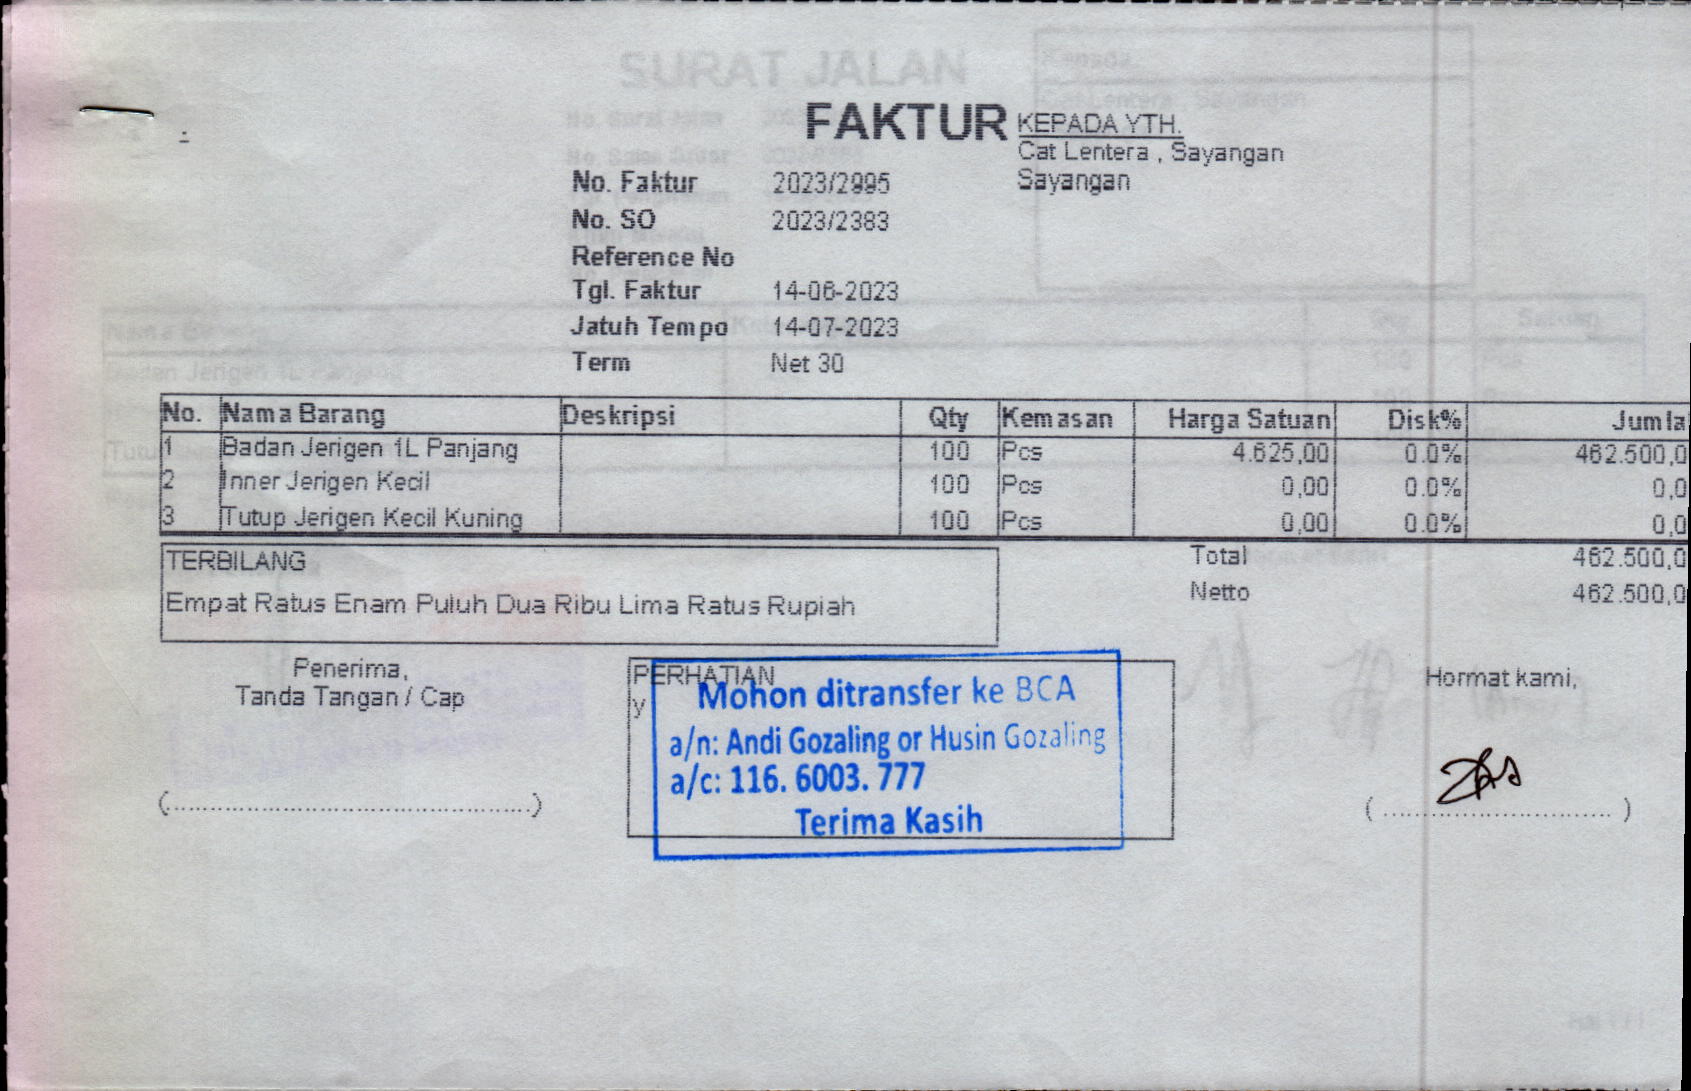 SURAT JALAN
FAKTUR
KEPADA YTH.
Cat Lentera , Sayangan
Sayangan
No. Faktur 2023/2995
No. SO 2023/2383
Reference No
Tgl. Faktur 14-06-2023
Jatuh Tempo 14-07-2023
Term Net 30
No. Nama Barang Deskripsi Qty Kemasan Harga Satuan Disk% Jumla
1 Badan Jerigen 1L Panjang 100 Pcs 4.625,00 0.0% 462.500,0
2 Inner Jerigen Kecil 100 Pcs 0,00 0.0% 0,0
3 Tutup Jerigen Kecil Kuning 100 Pcs 0,00 0.0% 0,0
TERBILANG
Empat Ratus Enam Puluh Dua Ribu Lima Ratus Rupiah
Total 462.500,0
Netto 462.500,0
Penerima,
Tanda Tangan / Cap
(......................................)
PERHATIAN
y
Mohon ditransfer ke BCA
a/n: Andi Gozaling or Husin Gozaling
a/c: 116. 6003. 777
Terima Kasih
Hormat kami,
(............................)